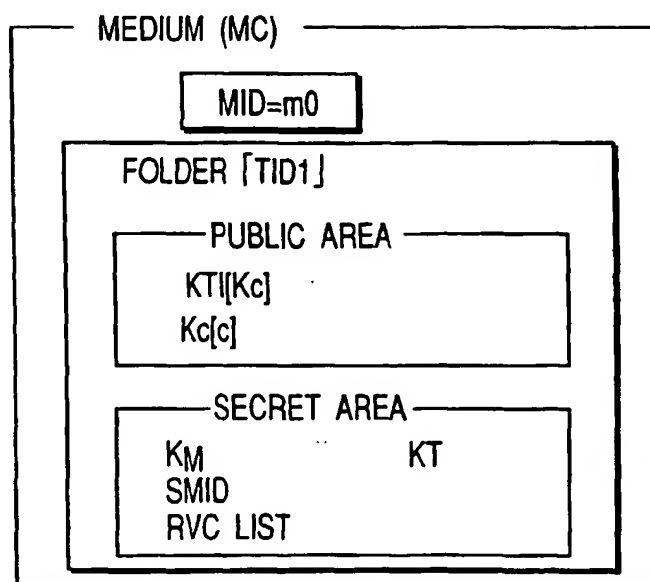 MEDIUM (MC)
MID=m0
FOLDER「TID1」
PUBLIC AREA
KTI[Kc]
Kc[c]
SECRET AREA
KM KT
SMID
RVC LIST